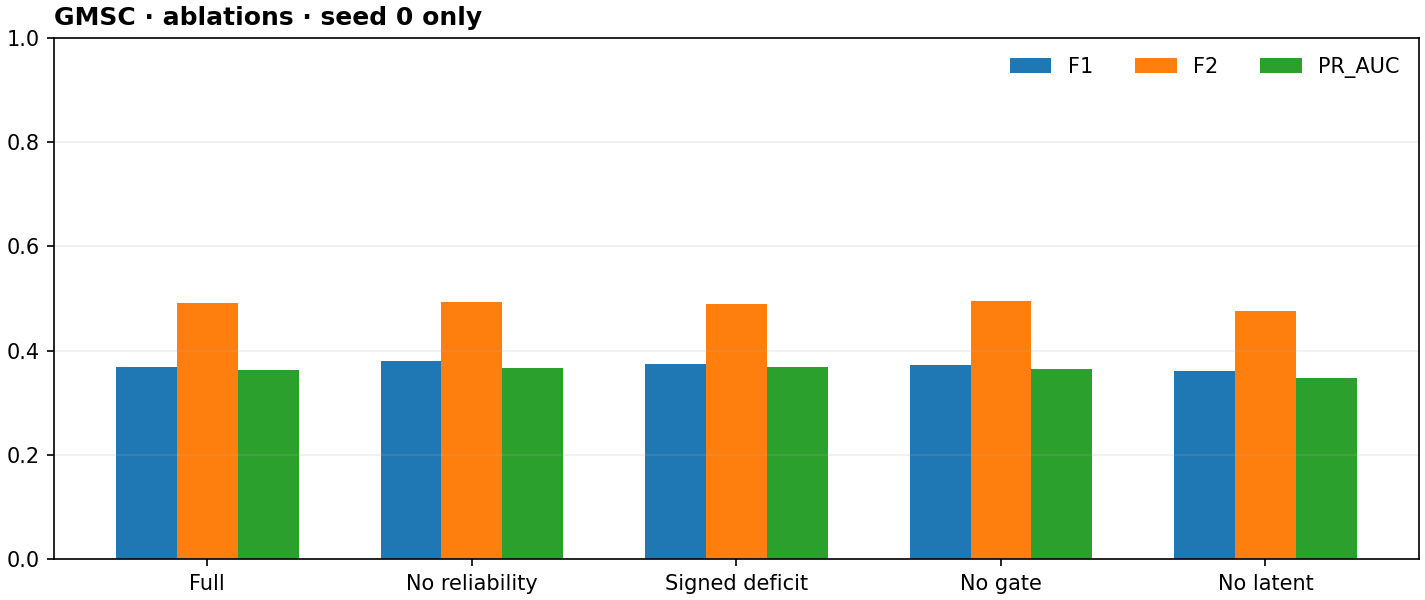 GMSC · ablations · seed 0 only
1.0
F1 F2 PR_AUC
0.8
0.6
0.4
0.2
0.0
Full No reliability Signed deficit No gate No latent